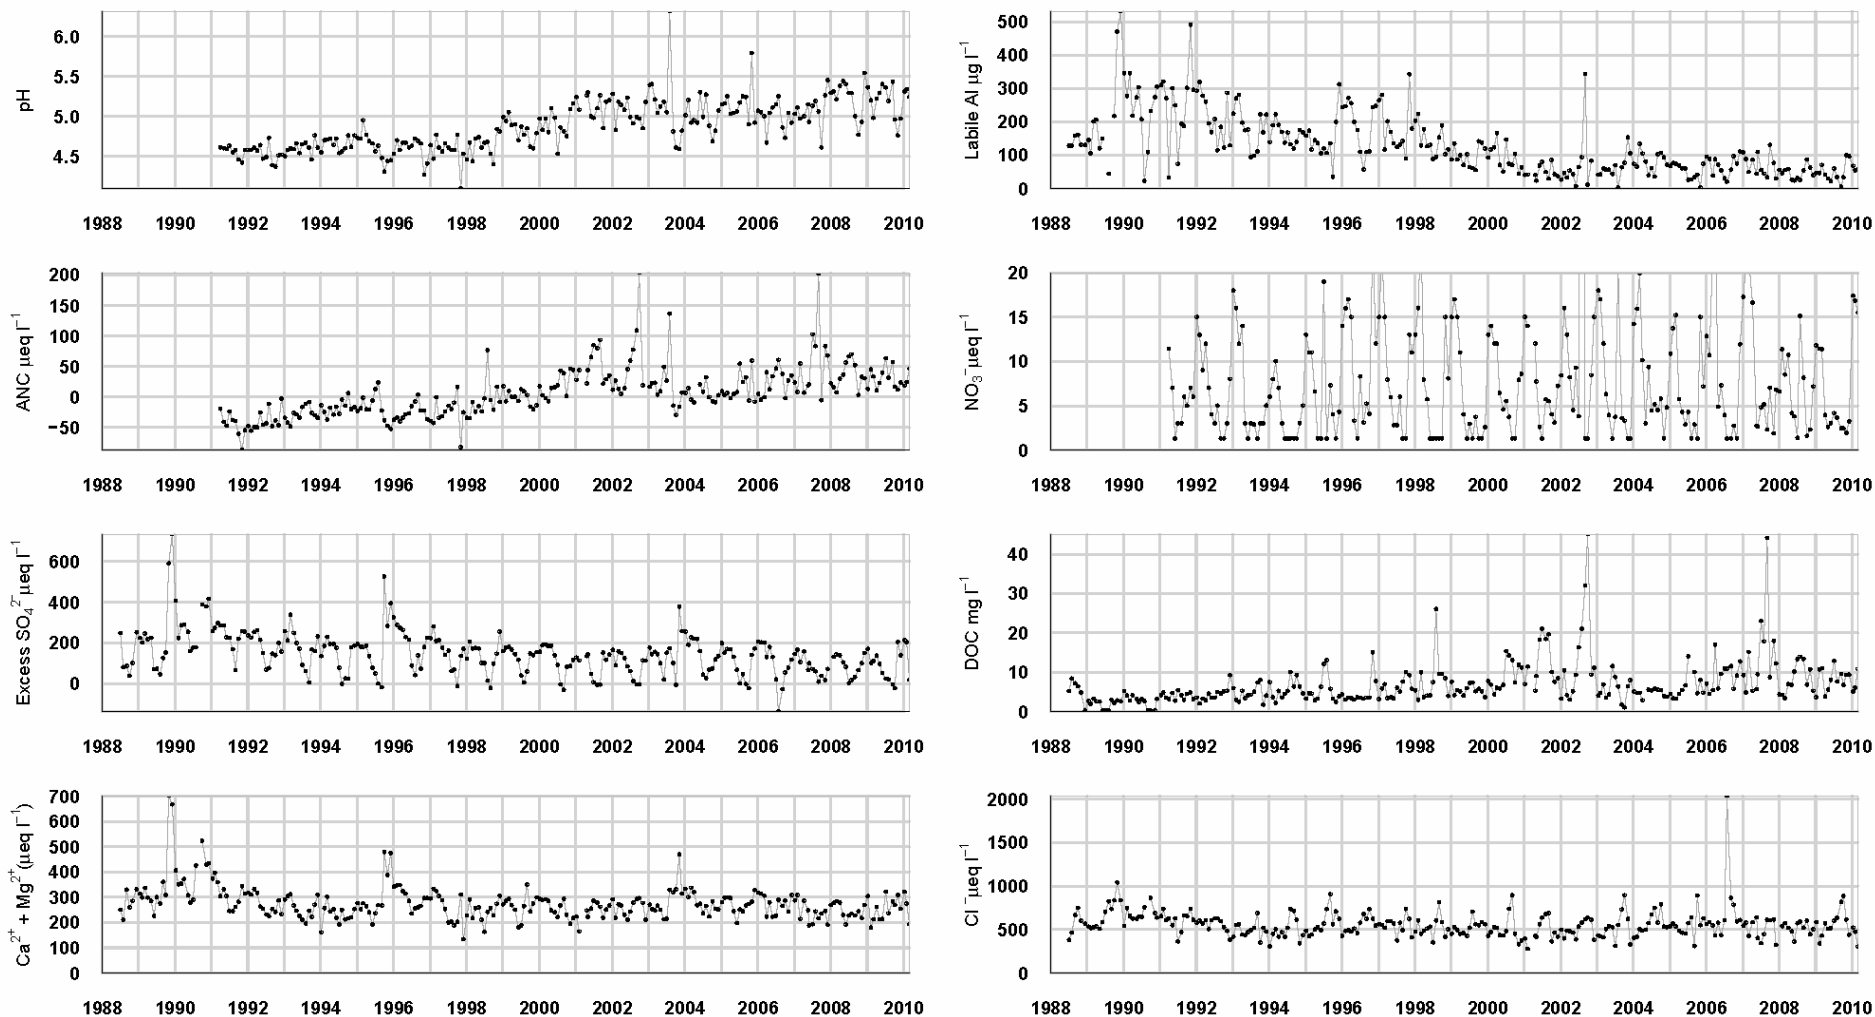 pH
6.0
5.5
5.0
4.5
1988 1990 1992 1994 1996 1998 2000 2002 2004 2006 2008 2010
Labile Al µg l⁻¹
500
400
300
200
100
0
1988 1990 1992 1994 1996 1998 2000 2002 2004 2006 2008 2010
ANC µeq l⁻¹
200
150
100
50
0
−50
1988 1990 1992 1994 1996 1998 2000 2002 2004 2006 2008 2010
NO₃⁻ µeq l⁻¹
20
15
10
5
0
1988 1990 1992 1994 1996 1998 2000 2002 2004 2006 2008 2010
Excess SO₄²⁻ µeq l⁻¹
600
400
200
0
1988 1990 1992 1994 1996 1998 2000 2002 2004 2006 2008 2010
DOC mg l⁻¹
40
30
20
10
0
1988 1990 1992 1994 1996 1998 2000 2002 2004 2006 2008 2010
Ca²⁺ + Mg²⁺ (µeq l⁻¹)
700
600
500
400
300
200
100
0
1988 1990 1992 1994 1996 1998 2000 2002 2004 2006 2008 2010
Cl⁻ µeq l⁻¹
2000
1500
1000
500
0
1988 1990 1992 1994 1996 1998 2000 2002 2004 2006 2008 2010